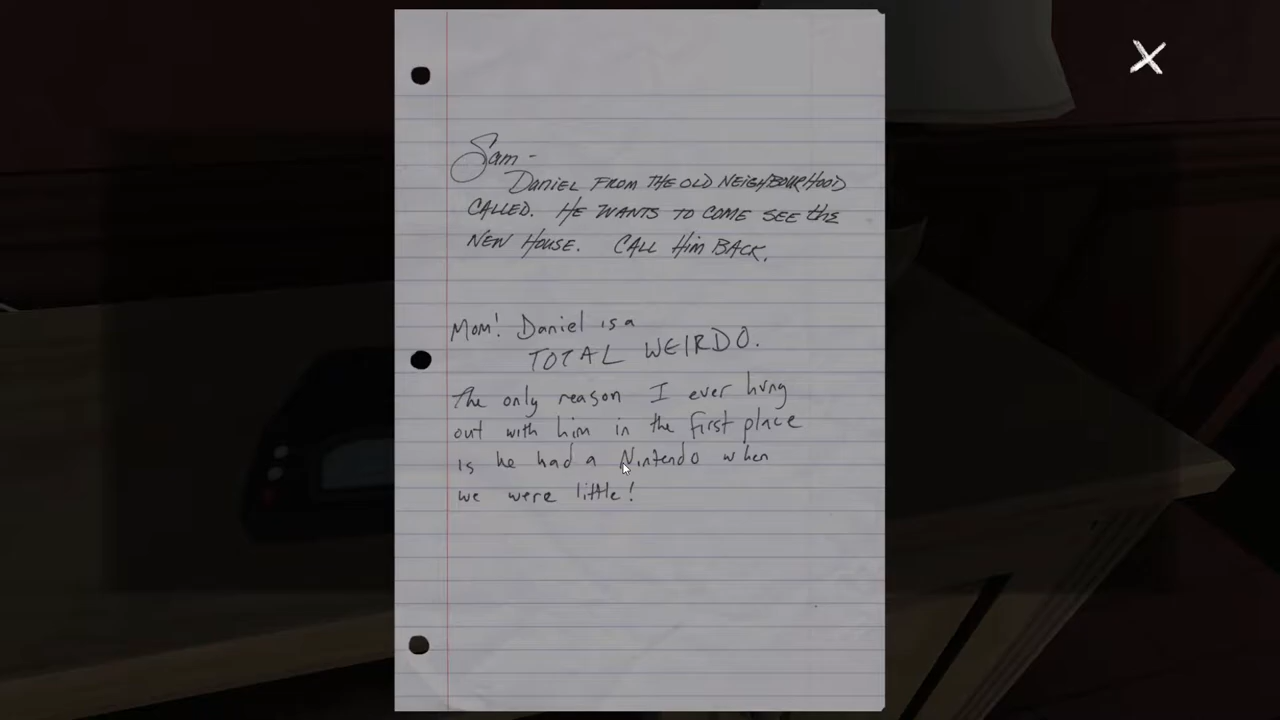 Sam -
DANIEL FROM THE OLD NEIGHBOURHOOD
CALLED. HE WANTS TO COME SEE the
NEW HOUSE. CALL HIM BACK.
Mom! Daniel is a
TOTAL WEIRDO.
The only reason I ever hung
out with him in the first place
is he had a Nintendo when
we were little!